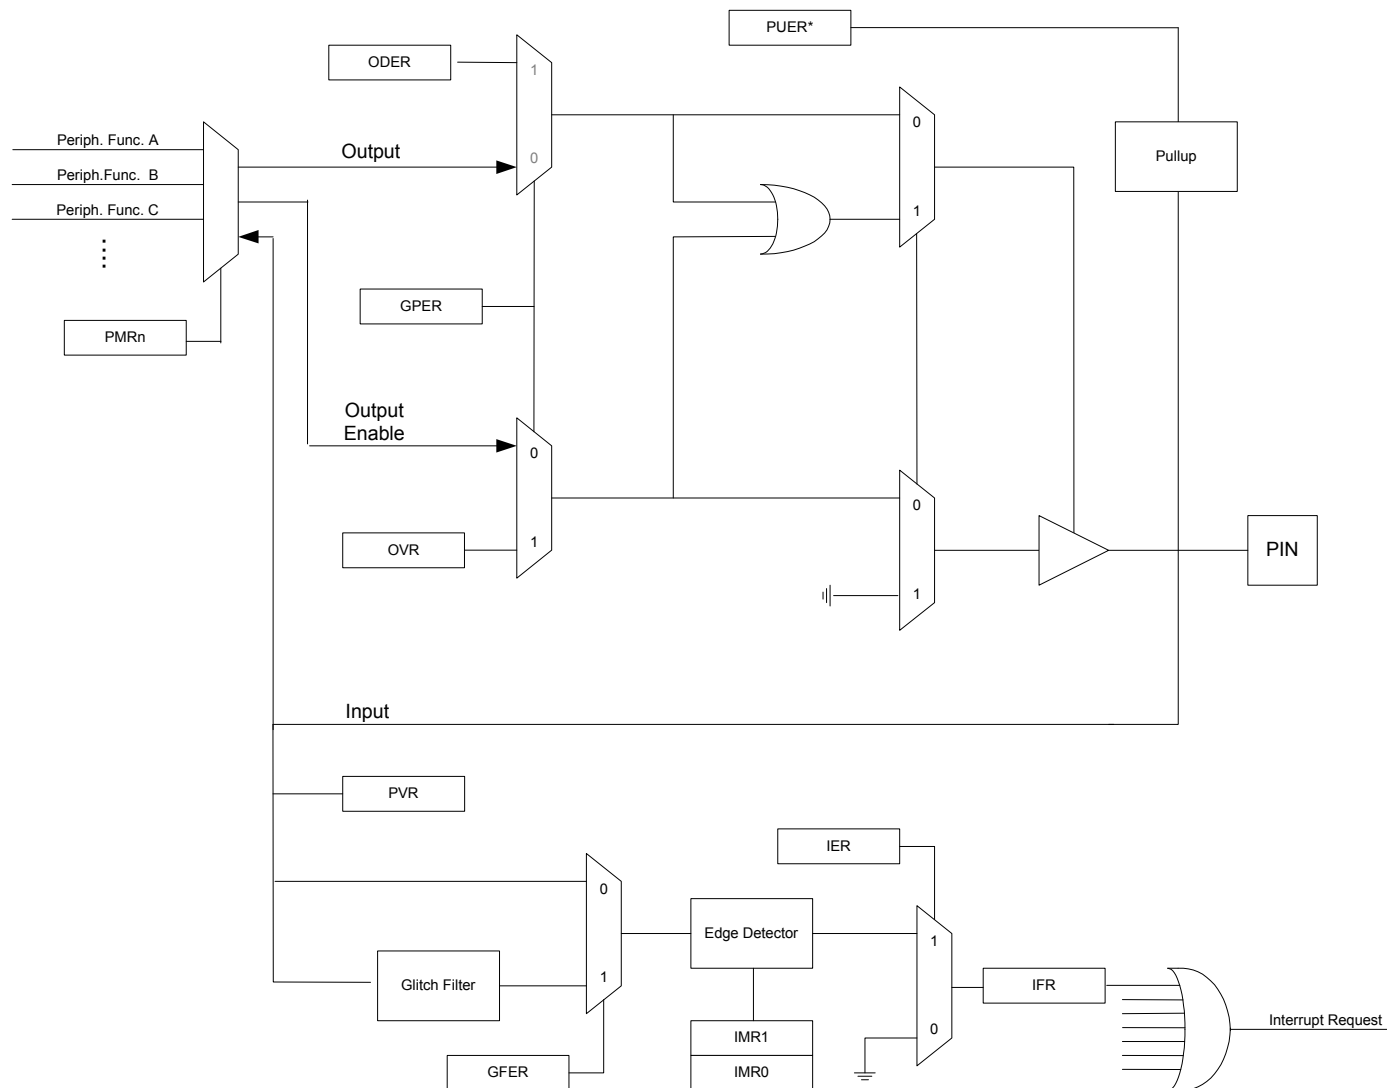 PUER*
ODER
1
0
Periph. Func. A
Output
0
Pullup
0
Periph.Func. B
Periph. Func. C
1
GPER
PMRn
Output
Enable
0
0
OVR
1
PIN
1
Input
PVR
IER
0
Edge Detector
1
1
Glitch Filter
IFR
0
Interrupt Request
IMR1
GFER
IMR0